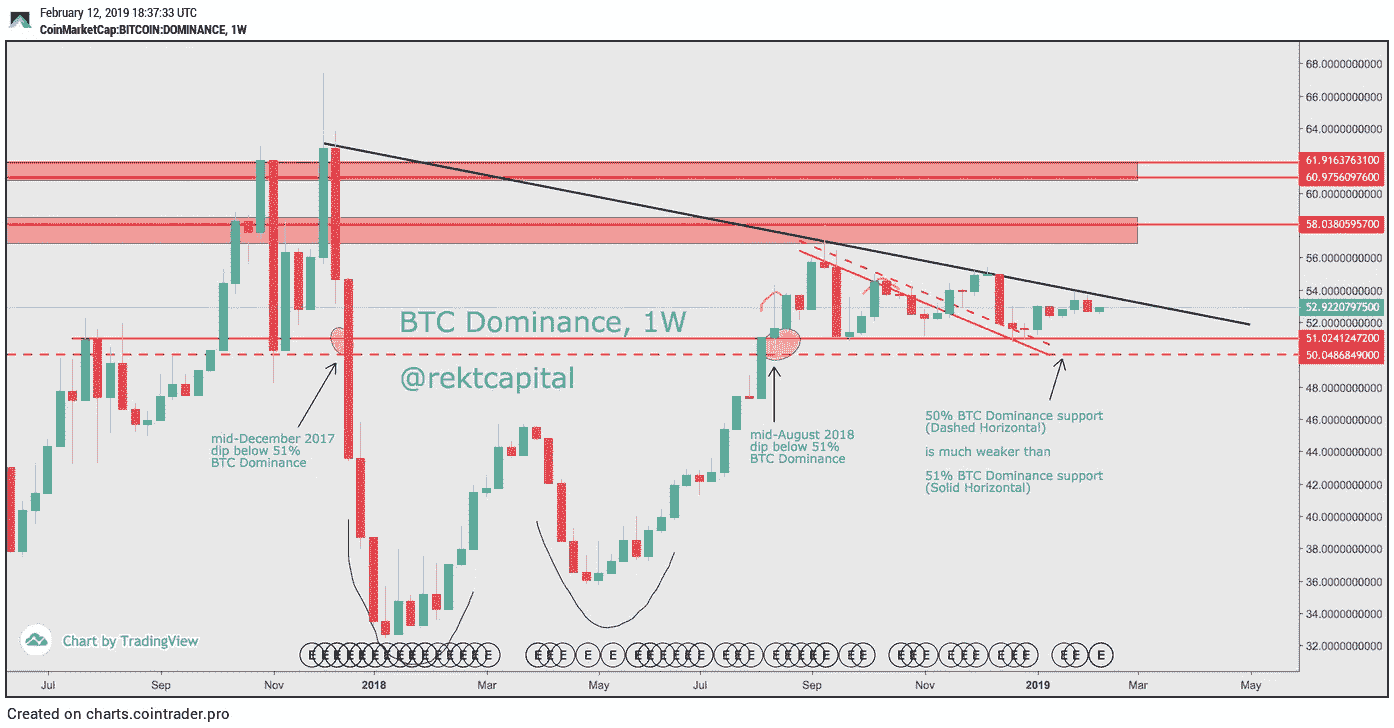 February 12, 2019 18:37:33 UTC
CoinMarketCap:BITCOIN:DOMINANCE, 1W
68.0000000000
66.0000000000
64.0000000000
61.9163763100
60.9756097600
60.0000000000
58.0380595700
56.0000000000
54.0000000000
52.9220797500
52.0000000000
51.0241247200
50.0486849000
48.0000000000
46.0000000000
44.0000000000
42.0000000000
40.0000000000
38.0000000000
36.0000000000
34.0000000000
32.0000000000
BTC Dominance, 1W
@rektcapital
mid-December 2017
dip below 51%
BTC Dominance
mid-August 2018
dip below 51%
BTC Dominance
50% BTC Dominance support
(Dashed Horizontal)
is much weaker than
51% BTC Dominance support
(Solid Horizontal)
Chart by TradingView
E E E E E E E E E E E E E E E E E E E E E E E E E E E E E E E E E E E E E E E E E E E E E E E E E E
Jul Sep Nov 2018 Mar May Jul Sep Nov 2019 Mar May
Created on charts.cointrader.pro